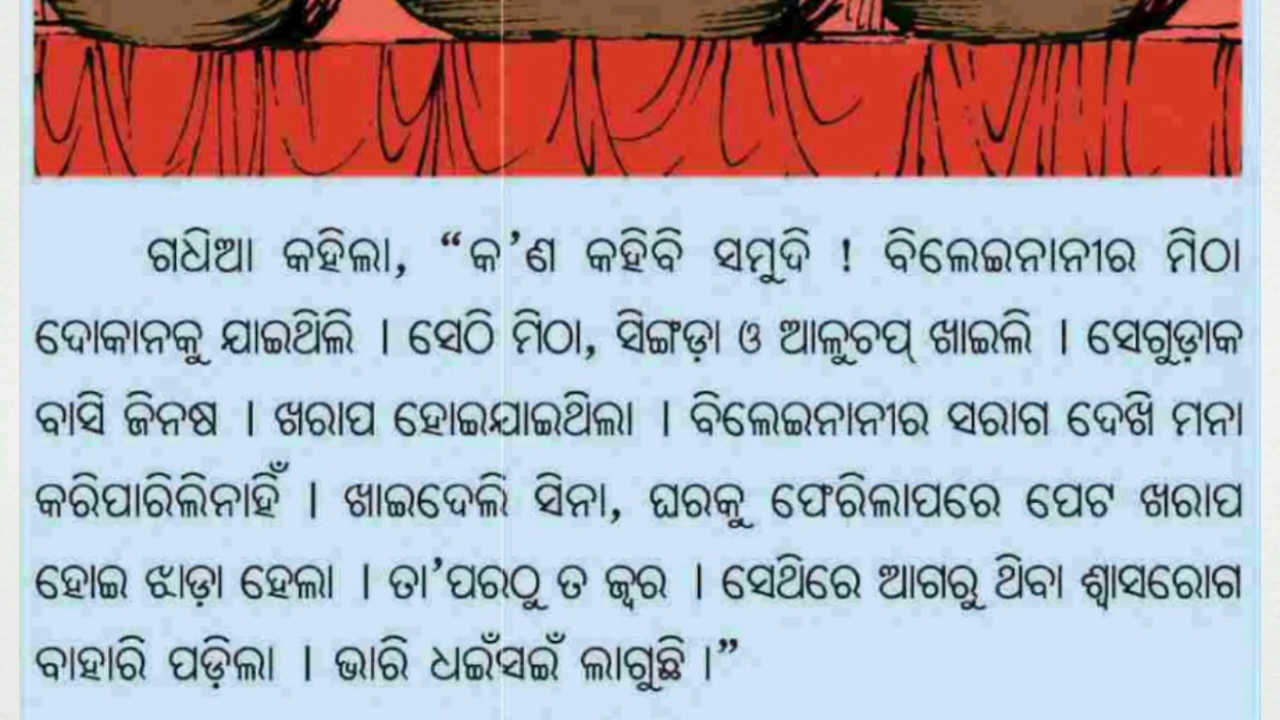 ଗଧିଆ କହିଲା, “କ’ଣ କହିବି ସମୁଦି ! ବିଲେଇନାନୀର ମିଠା
ଦୋକାନକୁ ଯାଇଥିଲି । ସେଠି ମିଠା, ସିଙ୍ଗଡ଼ା ଓ ଆଳୁଚପ୍ ଖାଇଲି । ସେଗୁଡ଼ାକ
ବାସି ଜିନଷ । ଖରାପ ହୋଇଯାଇଥିଲା । ବିଲେଇନାନୀର ସରାଗ ଦେଖି ମନା
କରିପାରିଲିନାହିଁ । ଖାଇଦେଲି ସିନା, ଘରକୁ ଫେରିଲାପରେ ପେଟ ଖରାପ
ହୋଇ ଝାଡ଼ା ହେଲା । ତା’ପରଠୁ ତ ଜ୍ୱର । ସେଥିରେ ଆଗରୁ ଥିବା ଶ୍ୱାସରୋଗ
ବାହାରି ପଡ଼ିଲା । ଭାରି ଧଇଁସଇଁ ଲାଗୁଛି ।”